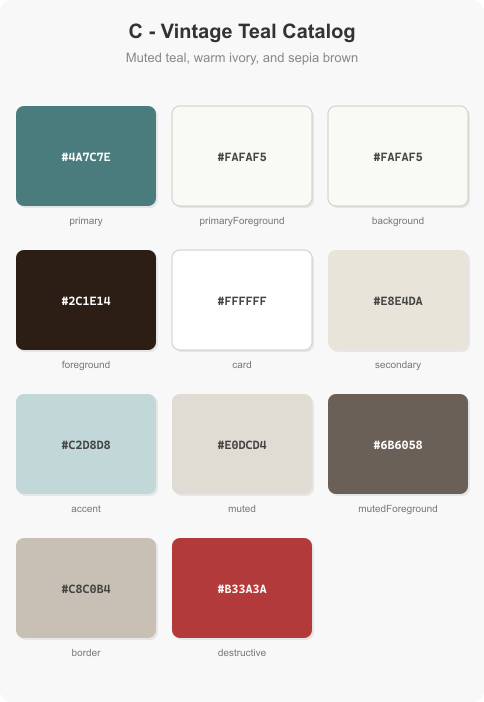 C - Vintage Teal Catalog
Muted teal, warm ivory, and sepia brown
#4A7C7E
#FAFAF5
#FAFAF5
primary
primaryForeground
background
#2C1E14
#FFFFFF
#E8E4DA
foreground
card
secondary
#C2D8D8
#E0DCD4
#6B6058
accent
muted
mutedForeground
#C8C0B4
#B33A3A
border
destructive